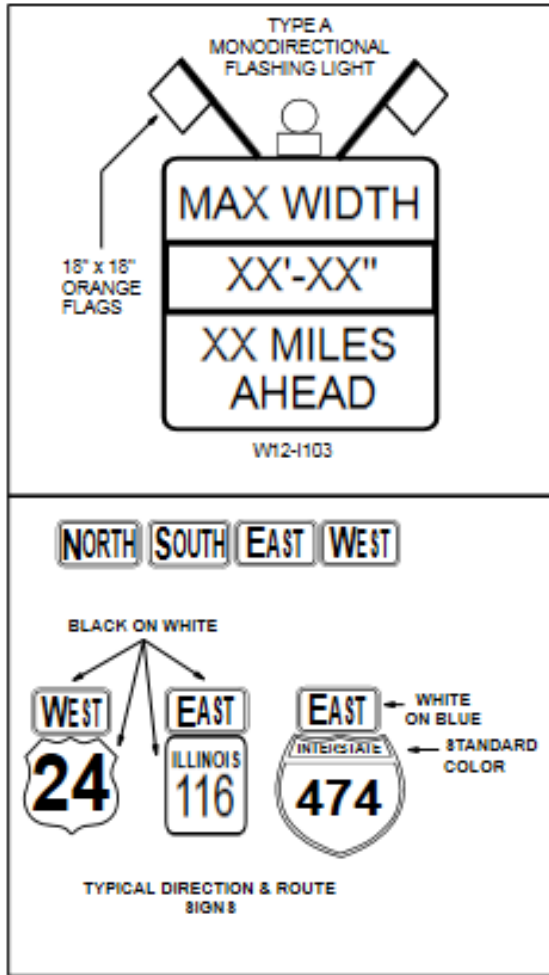 TYPE A
MONODIRECTIONAL
FLASHING LIGHT
MAX WIDTH
18" x 18"
ORANGE
FLAGS
XX'-XX"
XX MILES
AHEAD
W12-I103
NORTH SOUTH EAST WEST
BLACK ON WHITE
WEST EAST EAST
WHITE
ON BLUE
24
ILLINOIS
116
INTERSTATE
474
STANDARD
COLOR
TYPICAL DIRECTION & ROUTE
SIGNS